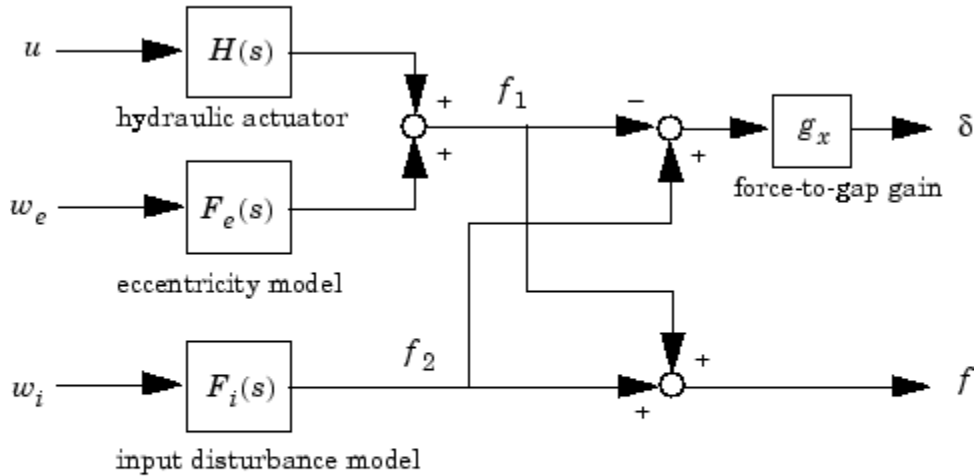 u
H(s)
hydraulic actuator
+
+
f1
−
+
gx
δ
force-to-gap gain
we
Fe(s)
eccentricity model
wi
Fi(s)
input disturbance model
f2
+
+
f